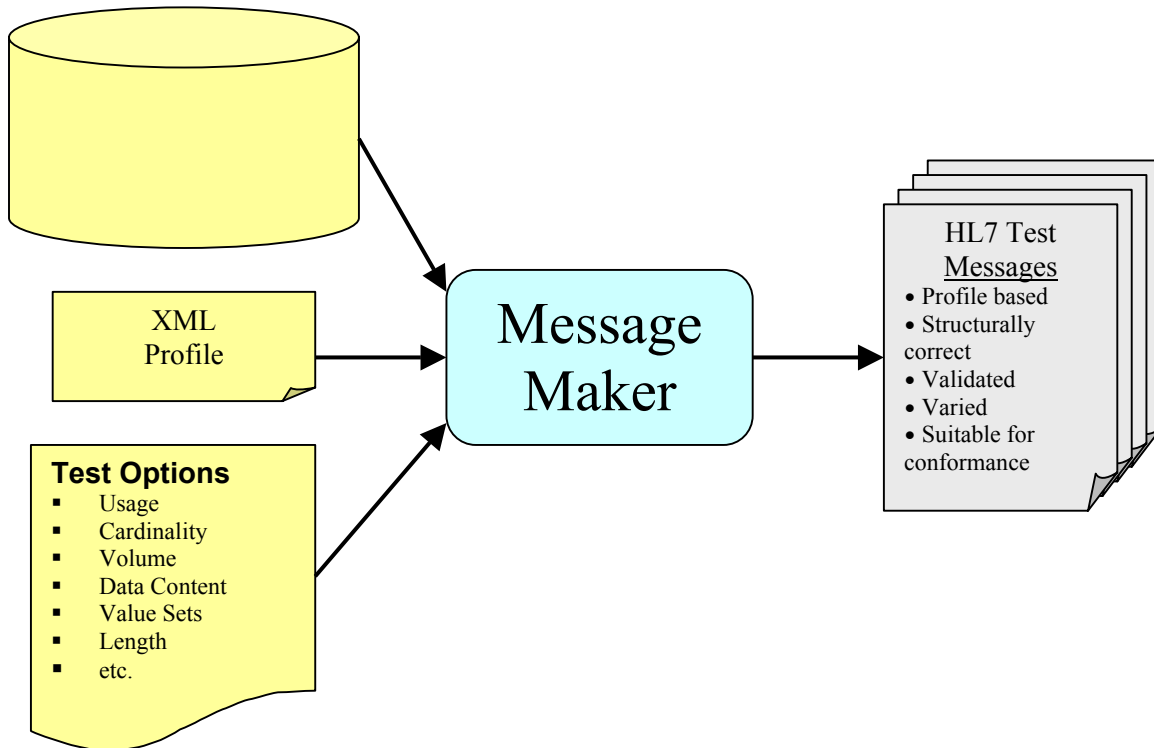 XML
Profile
Test Options
▪ Usage
▪ Cardinality
▪ Volume
▪ Data Content
▪ Value Sets
▪ Length
▪ etc.
Message
Maker
HL7 Test
Messages
• Profile based
• Structurally
correct
• Validated
• Varied
• Suitable for
conformance